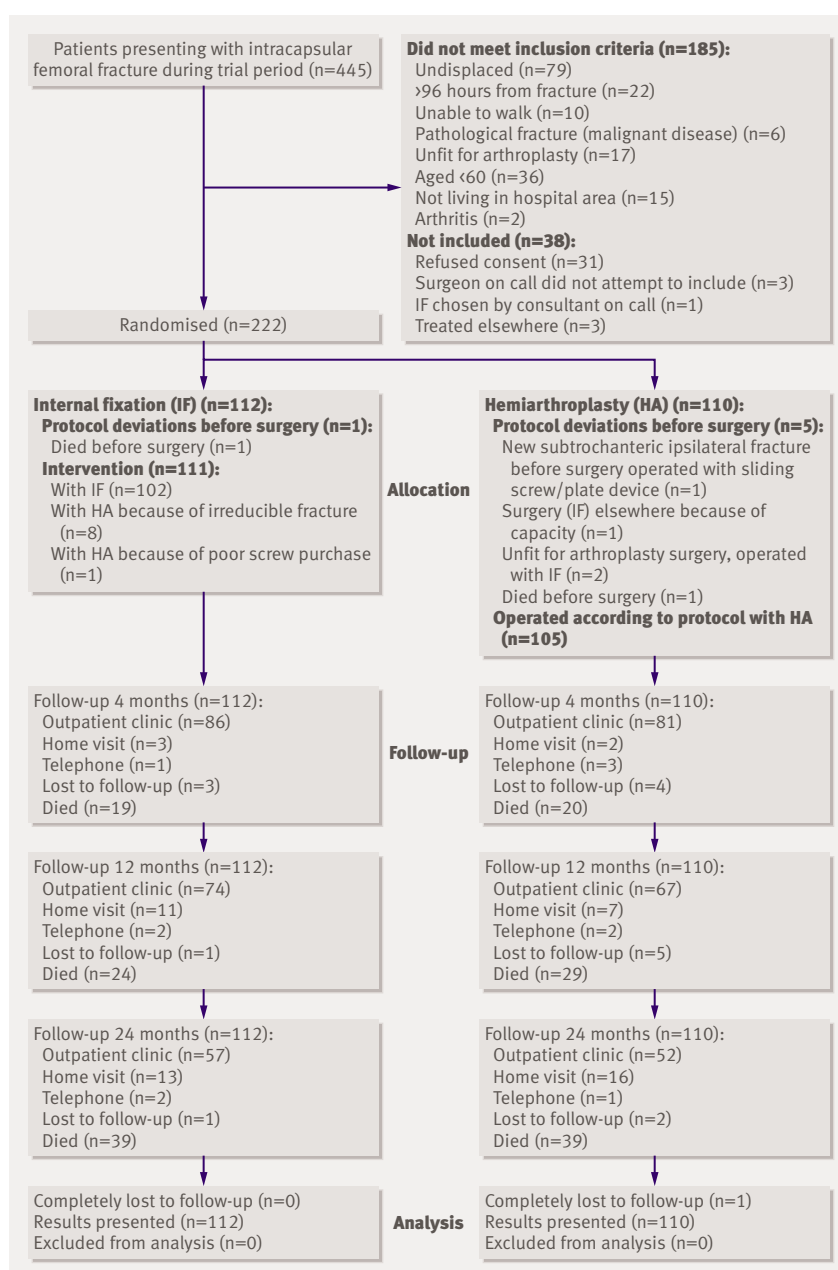 Patients presenting with intracapsular
femoral fracture during trial period (n=445)
Did not meet inclusion criteria (n=185):
Undisplaced (n=79)
>96 hours from fracture (n=22)
Unable to walk (n=10)
Pathological fracture (malignant disease) (n=6)
Unfit for arthroplasty (n=17)
Aged <60 (n=36)
Not living in hospital area (n=15)
Arthritis (n=2)
Not included (n=38):
Refused consent (n=31)
Surgeon on call did not attempt to include (n=3)
IF chosen by consultant on call (n=1)
Treated elsewhere (n=3)
Randomised (n=222)
Internal fixation (IF) (n=112):
Protocol deviations before surgery (n=1):
Died before surgery (n=1)
Intervention (n=111):
With IF (n=102)
With HA because of irreducible fracture
(n=8)
With HA because of poor screw purchase
(n=1)
Allocation
Hemiarthroplasty (HA) (n=110):
Protocol deviations before surgery (n=5):
New subtrochanteric ipsilateral fracture
before surgery operated with sliding
screw/plate device (n=1)
Surgery (IF) elsewhere because of
capacity (n=1)
Unfit for arthroplasty surgery, operated
with IF (n=2)
Died before surgery (n=1)
Operated according to protocol with HA
(n=105)
Follow-up 4 months (n=112):
Outpatient clinic (n=86)
Home visit (n=3)
Telephone (n=1)
Lost to follow-up (n=3)
Died (n=19)
Follow-up
Follow-up 4 months (n=110):
Outpatient clinic (n=81)
Home visit (n=2)
Telephone (n=3)
Lost to follow-up (n=4)
Died (n=20)
Follow-up 12 months (n=112):
Outpatient clinic (n=74)
Home visit (n=11)
Telephone (n=2)
Lost to follow-up (n=1)
Died (n=24)
Follow-up 12 months (n=110):
Outpatient clinic (n=67)
Home visit (n=7)
Telephone (n=2)
Lost to follow-up (n=5)
Died (n=29)
Follow-up 24 months (n=112):
Outpatient clinic (n=57)
Home visit (n=13)
Telephone (n=2)
Lost to follow-up (n=1)
Died (n=39)
Follow-up 24 months (n=110):
Outpatient clinic (n=52)
Home visit (n=16)
Telephone (n=1)
Lost to follow-up (n=2)
Died (n=39)
Completely lost to follow-up (n=0)
Results presented (n=112)
Excluded from analysis (n=0)
Analysis
Completely lost to follow-up (n=1)
Results presented (n=110)
Excluded from analysis (n=0)